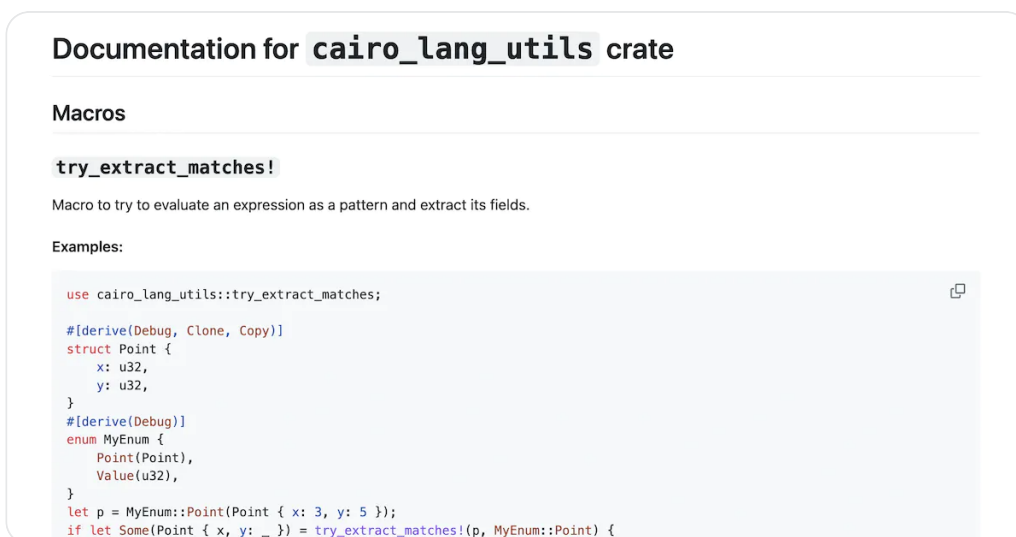 Documentation for cairo_lang_utils crate
Macros
try_extract_matches!
Macro to try to evaluate an expression as a pattern and extract its fields.
Examples:
use cairo_lang_utils::try_extract_matches;
#[derive(Debug, Clone, Copy)]
struct Point {
    x: u32,
    y: u32,
}
#[derive(Debug)]
enum MyEnum {
    Point(Point),
    Value(u32),
}
let p = MyEnum::Point(Point { x: 3, y: 5 });
if let Some(Point { x, y: _ }) = try_extract_matches!(p, MyEnum::Point) {